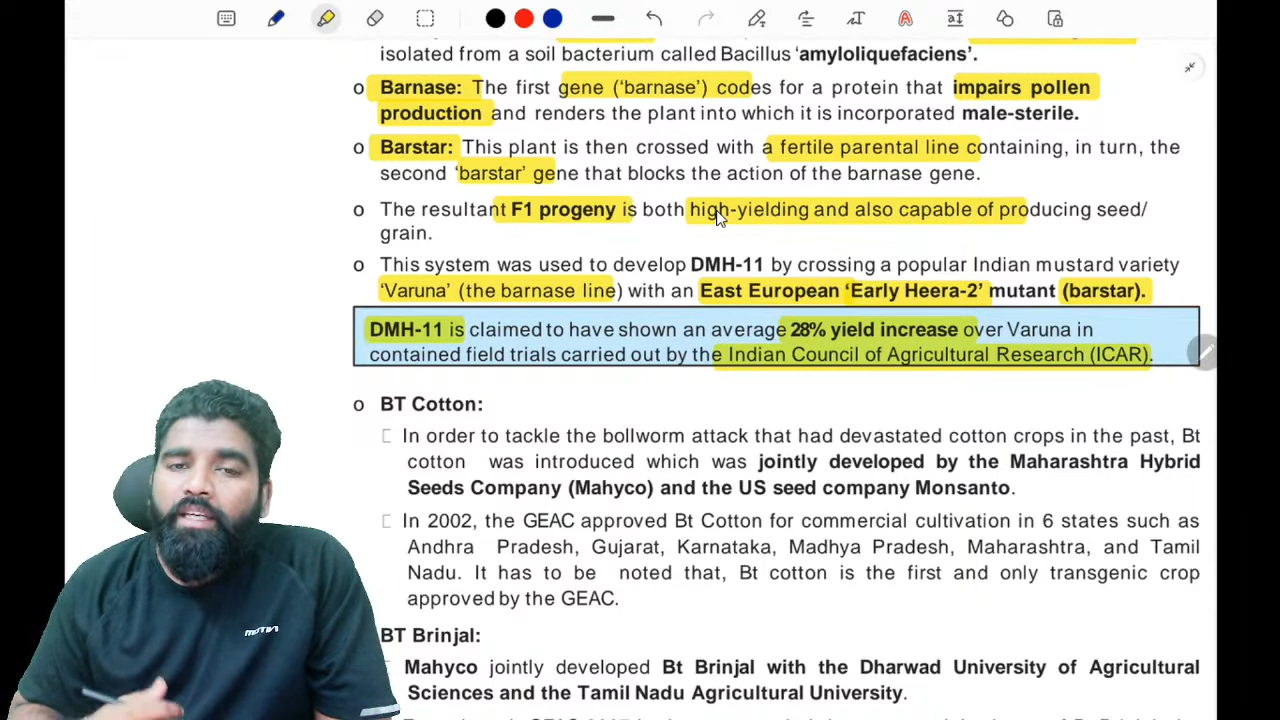 isolated from a soil bacterium called Bacillus ‘amyloliquefaciens’.
o Barnase: The first gene (‘barnase’) codes for a protein that impairs pollen
production and renders the plant into which it is incorporated male-sterile.
o Barstar: This plant is then crossed with a fertile parental line containing, in turn, the
second ‘barstar’ gene that blocks the action of the barnase gene.
o The resultant F1 progeny is both high-yielding and also capable of producing seed/
grain.
o This system was used to develop DMH-11 by crossing a popular Indian mustard variety
‘Varuna’ (the barnase line) with an East European ‘Early Heera-2’ mutant (barstar).
DMH-11 is claimed to have shown an average 28% yield increase over Varuna in
contained field trials carried out by the Indian Council of Agricultural Research (ICAR).
o BT Cotton:
In order to tackle the bollworm attack that had devastated cotton crops in the past, Bt
cotton was introduced which was jointly developed by the Maharashtra Hybrid
Seeds Company (Mahyco) and the US seed company Monsanto.
In 2002, the GEAC approved Bt Cotton for commercial cultivation in 6 states such as
Andhra Pradesh, Gujarat, Karnataka, Madhya Pradesh, Maharashtra, and Tamil
Nadu. It has to be noted that, Bt cotton is the first and only transgenic crop
approved by the GEAC.
BT Brinjal:
Mahyco jointly developed Bt Brinjal with the Dharwad University of Agricultural
Sciences and the Tamil Nadu Agricultural University.